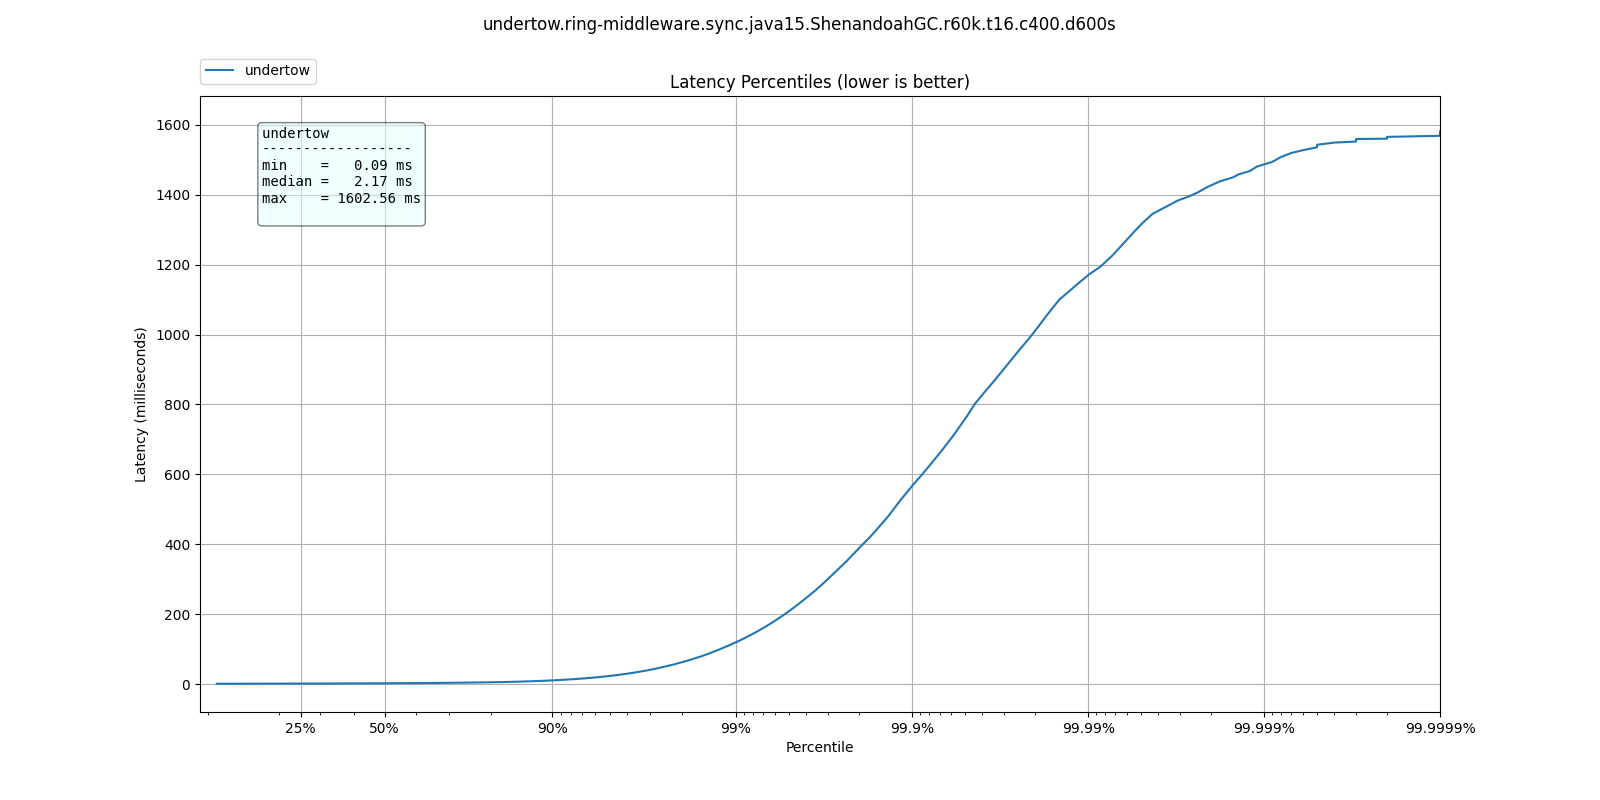 undertow.ring-middleware.sync.java15.ShenandoahGC.r60k.t16.c400.d600s
undertow
Latency Percentiles (lower is better)
undertow
------------------
min    =   0.09 ms
median =   2.17 ms
max    = 1602.56 ms
1600
1400
1200
1000
800
600
400
200
0
Latency (milliseconds)
25% 50% 90% 99% 99.9% 99.99% 99.999% 99.9999%
Percentile